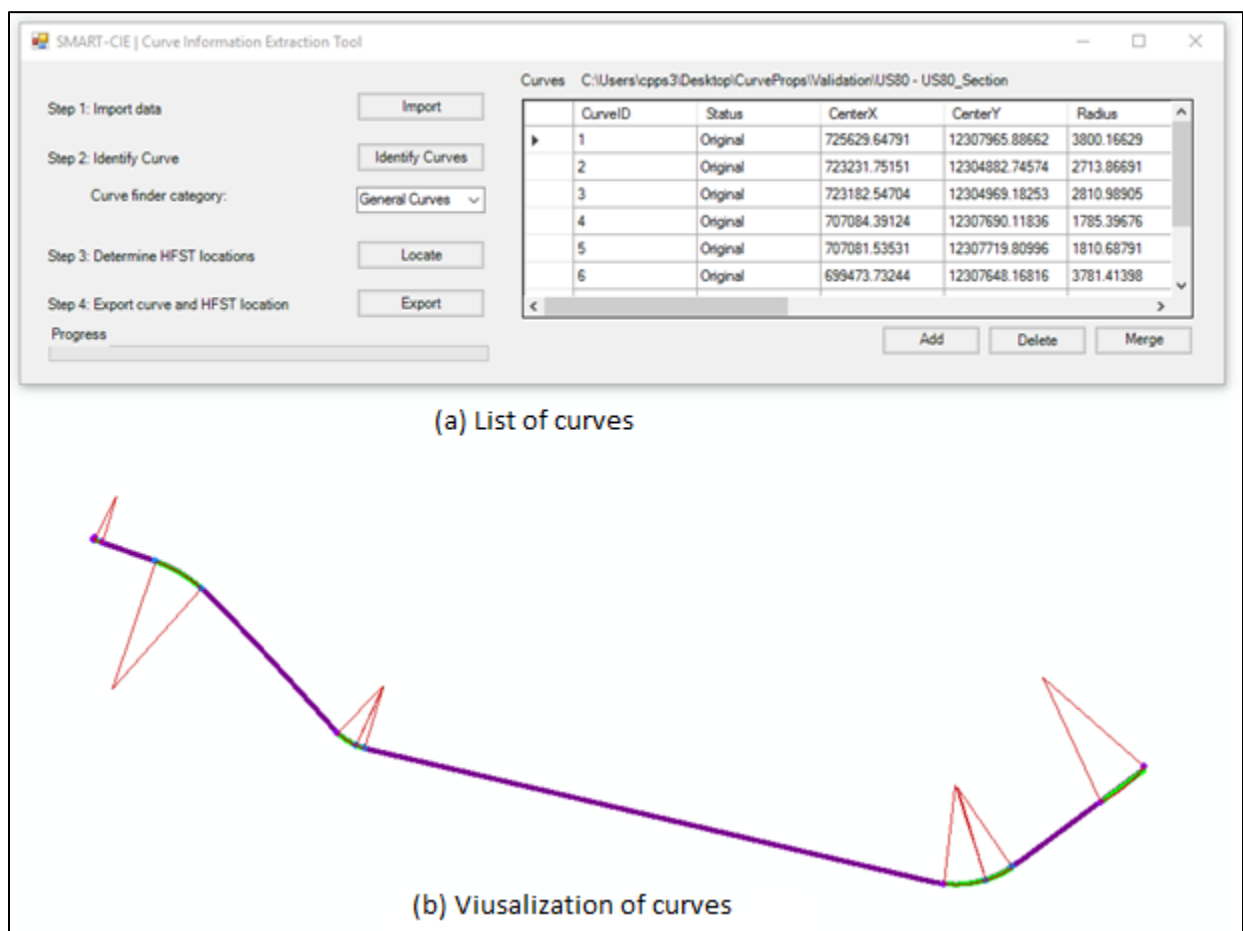 SMART-CIE | Curve Information Extraction Tool
Curves C:\Users\cpps3\Desktop\CurveProps\Validation\US80 - US80_Section
Step 1: Import data Import
Step 2: Identify Curve Identify Curves
Curve finder category: General Curves
Step 3: Determine HFST locations Locate
Step 4: Export curve and HFST location Export
Progress
CurveID Status CenterX CenterY Radius
1 Original 725629.64791 12307965.88662 3800.16629
2 Original 723231.75151 12304882.74574 2713.86691
3 Original 723182.54704 12304969.18253 2810.98905
4 Original 707084.39124 12307690.11836 1785.39676
5 Original 707081.53531 12307719.80996 1810.68791
6 Original 699473.73244 12307648.16816 3781.41398
Add Delete Merge
(a) List of curves
(b) Viusalization of curves